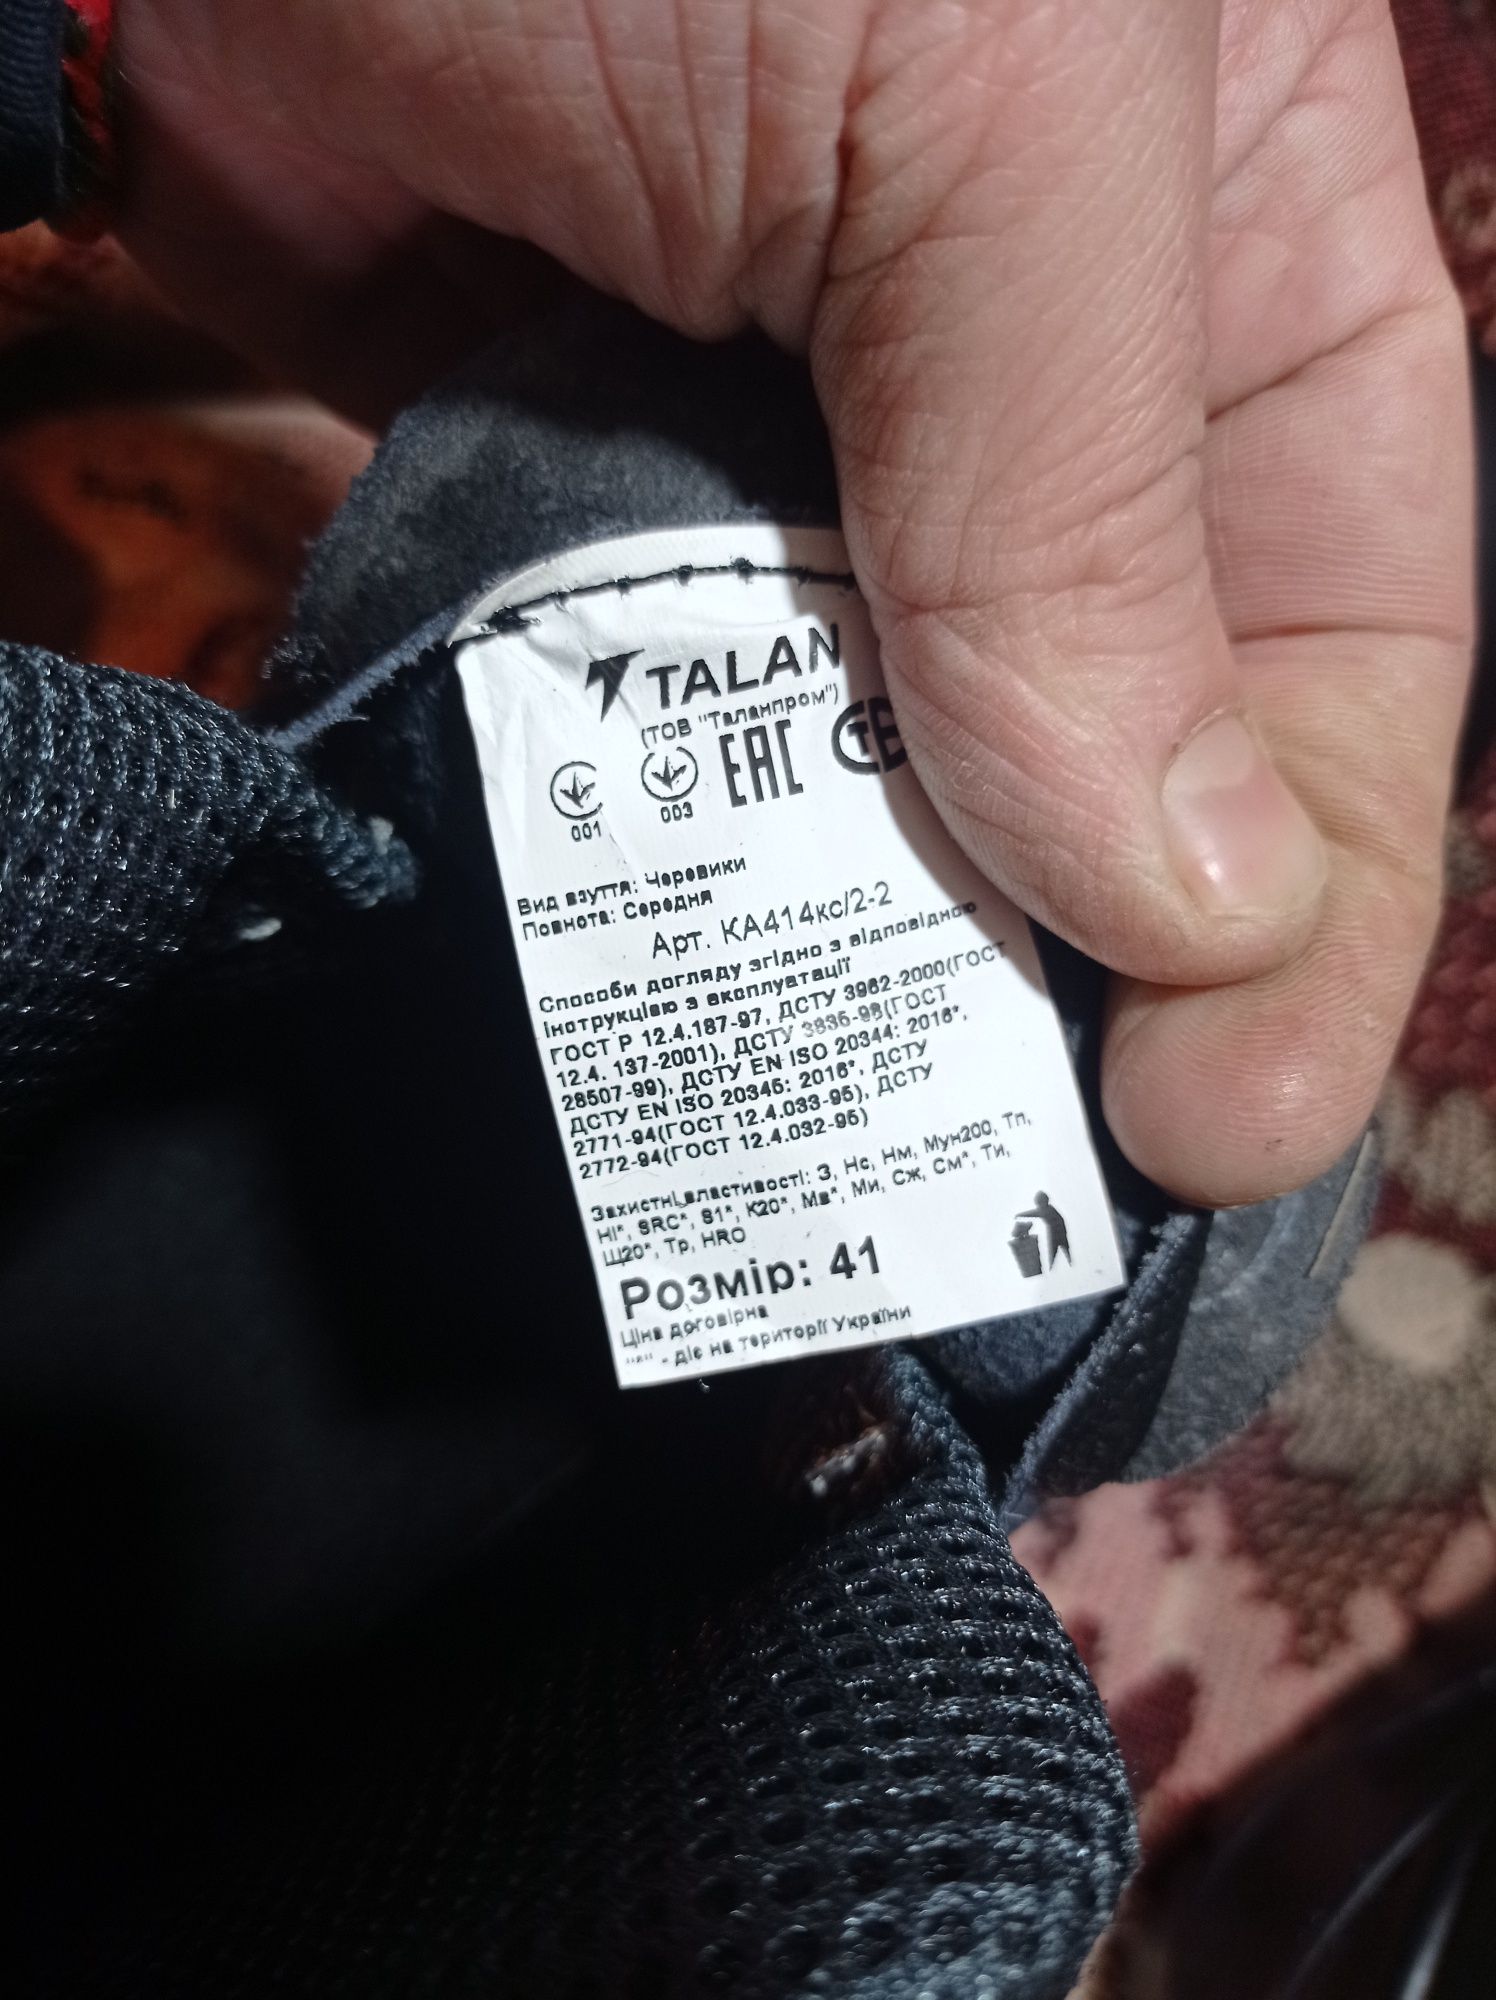 TALAN
(ТОВ "Таланпром")
001 003 ЕАС
Вид взуття: Черевики
Повнота: Середня
Арт. КА414кс/2-2
Способи догляду згідно з відповідною
інструкцією з експлуатації
ГОСТ Р 12.4.187-97, ДСТУ 3962-2000(ГОСТ
12.4. 137-2001), ДСТУ 3835-98(ГОСТ
28507-99), ДСТУ EN ISO 20344: 2016*,
ДСТУ EN ISO 20345: 2016*, ДСТУ
2771-94(ГОСТ 12.4.033-95), ДСТУ
2772-94(ГОСТ 12.4.032-95)
Захистні властивості: З, Нс, Нм, Мун200, Тп,
НІ*, SRC*, S1*, К20*, Мв*, Ми, Сж, См*, Ти,
Щ20*, Тр, HRO
Розмір: 41
Ціна договірна
"*" - діє на території України